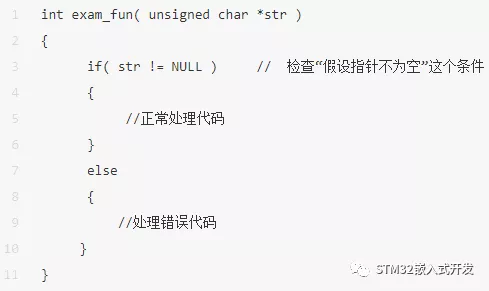 1 int exam_fun( unsigned char *str )
2 {
3 if( str != NULL ) // 检查“假设指针不为空”这个条件
4 {
5 //正常处理代码
6 }
7 else
8 {
9 //处理错误代码
10 }
11 }
STM32嵌入式开发